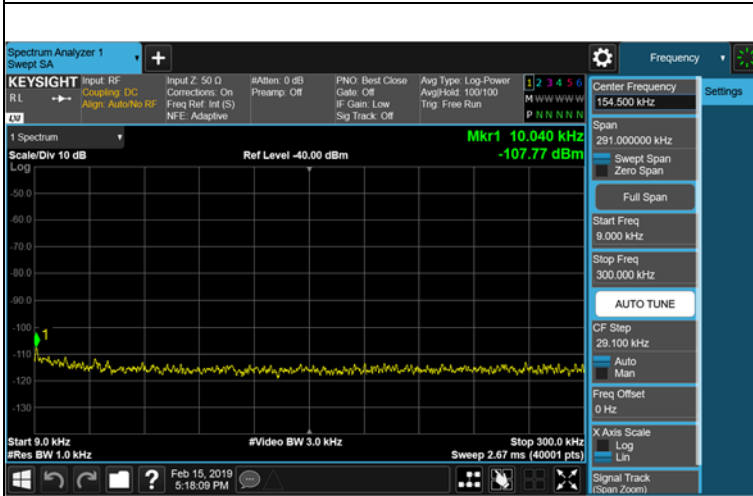 Spectrum Analyzer 1
Swept SA
+
Frequency
KEYSIGHT
RL
LXI
Input: RF
Coupling: DC
Align: Auto/No RF
Input Z: 50 Ω
Corrections: On
Freq Ref: Int (S)
NFE: Adaptive
#Atten: 0 dB
Preamp: Off
PNO: Best Close
Gate: Off
IF Gain: Low
Sig Track: Off
Avg Type: Log-Power
Avg|Hold: 100/100
Trig: Free Run
1 2 3 4 5 6
M W W W W W
P N N N N N
1 Spectrum
Scale/Div 10 dB
Log
Ref Level -40.00 dBm
Mkr1 10.040 kHz
-107.77 dBm
-50.0
-60.0
-70.0
-80.0
-90.0
-100
-110
-120
-130
1
Start 9.0 kHz
#Res BW 1.0 kHz
#Video BW 3.0 kHz
Stop 300.0 kHz
Sweep 2.67 ms (40001 pts)
Center Frequency
154.500 kHz
Span
291.000000 kHz
Swept Span
Zero Span
Full Span
Start Freq
9.000 kHz
Stop Freq
300.000 kHz
AUTO TUNE
CF Step
29.100 kHz
Auto
Man
Freq Offset
0 Hz
X Axis Scale
Log
Lin
Signal Track
(Span Zoom)
Settings
?
Feb 15, 2019
5:18:09 PM